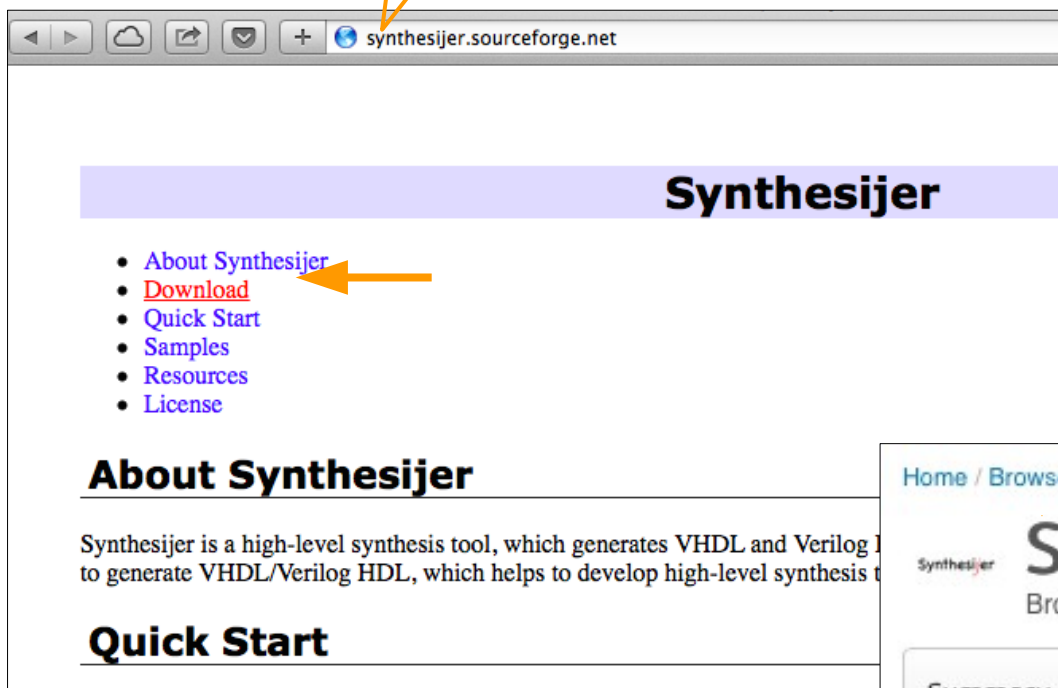 synthesijer.sourceforge.net
Synthesijer
About Synthesijer
Download
Quick Start
Samples
Resources
License
About Synthesijer
Synthesijer is a high-level synthesis tool, which generates VHDL and Verilog
to generate VHDL/Verilog HDL, which helps to develop high-level synthesis
Quick Start
Home / Brows
Synthesijer
S
Bro